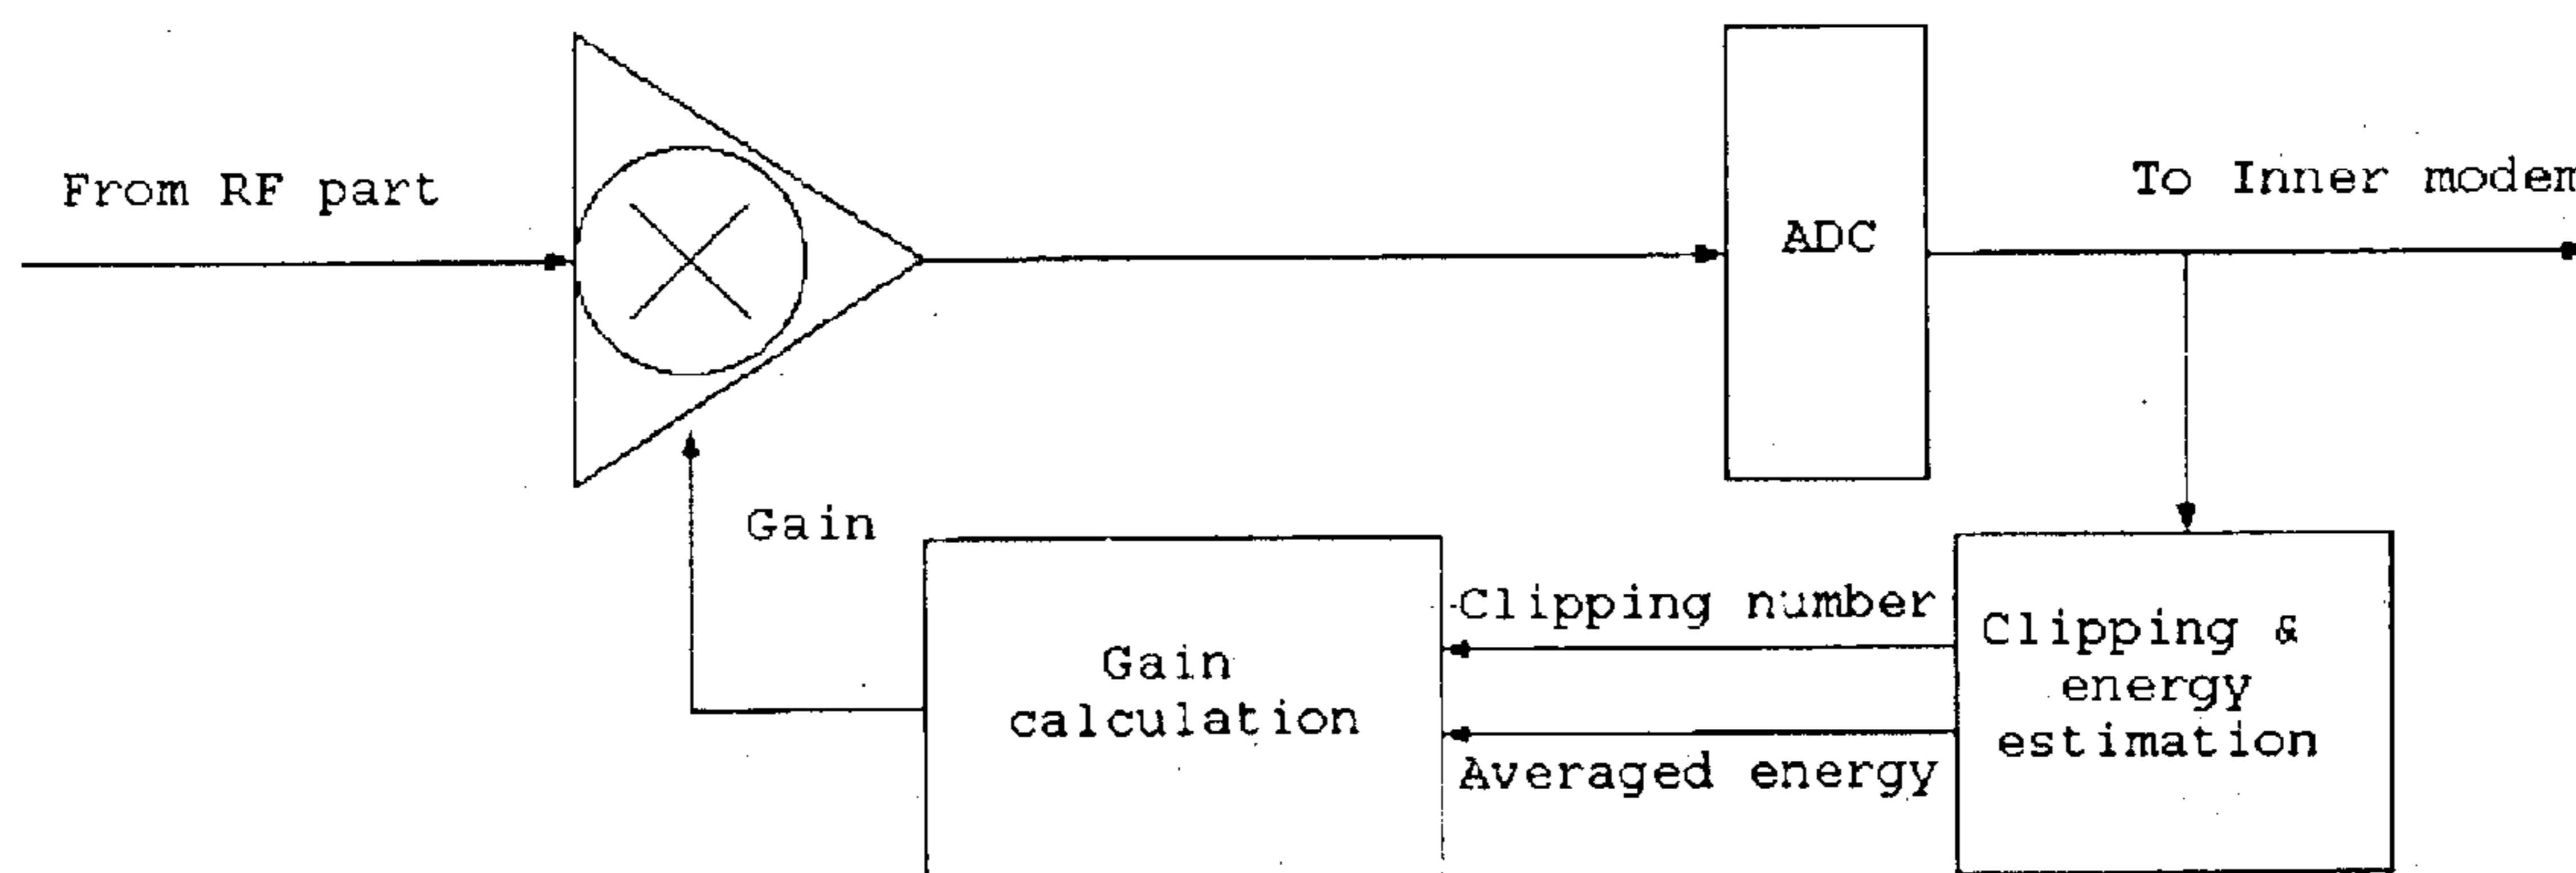 From RF part
ADC
To Inner modem
Gain
Gain
calculation
Clipping number
Averaged energy
Clipping &
energy
estimation